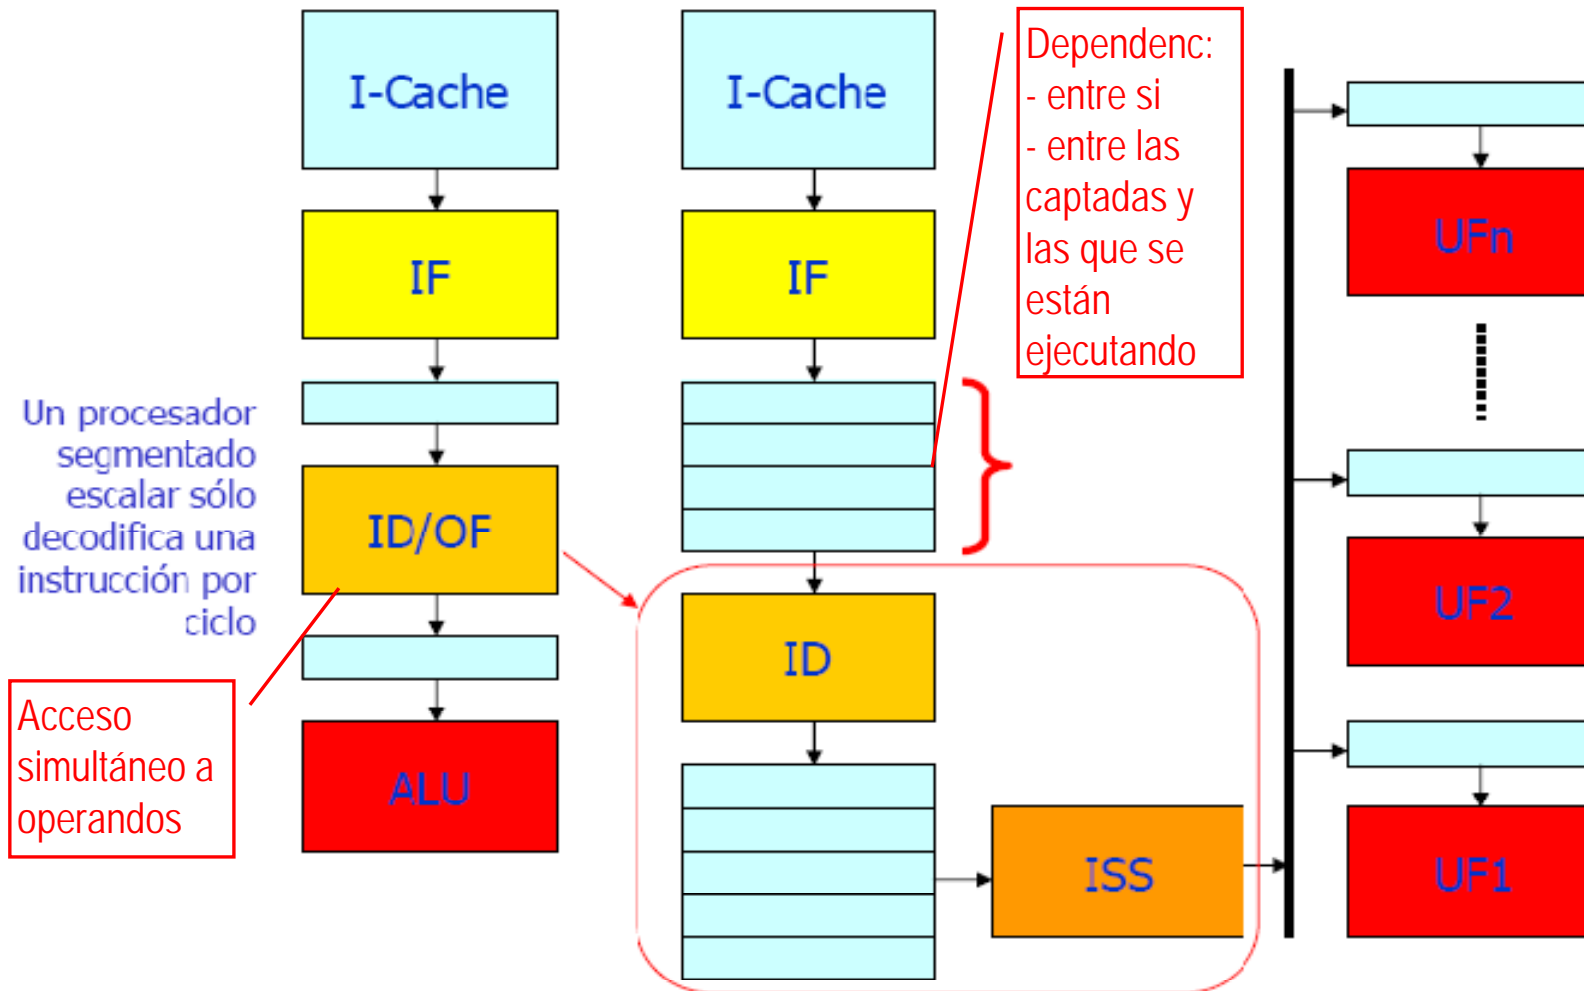 I-Cache
IF
Un procesador
segmentado
escalar sólo
decodifica una
instrucción por
ciclo
ID/OF
Acceso
simultáneo a
operandos
ALU
I-Cache
IF
Dependenc:
- entre si
- entre las
captadas y
las que se
están
ejecutando
ID
ISS
UFn
UF2
UF1